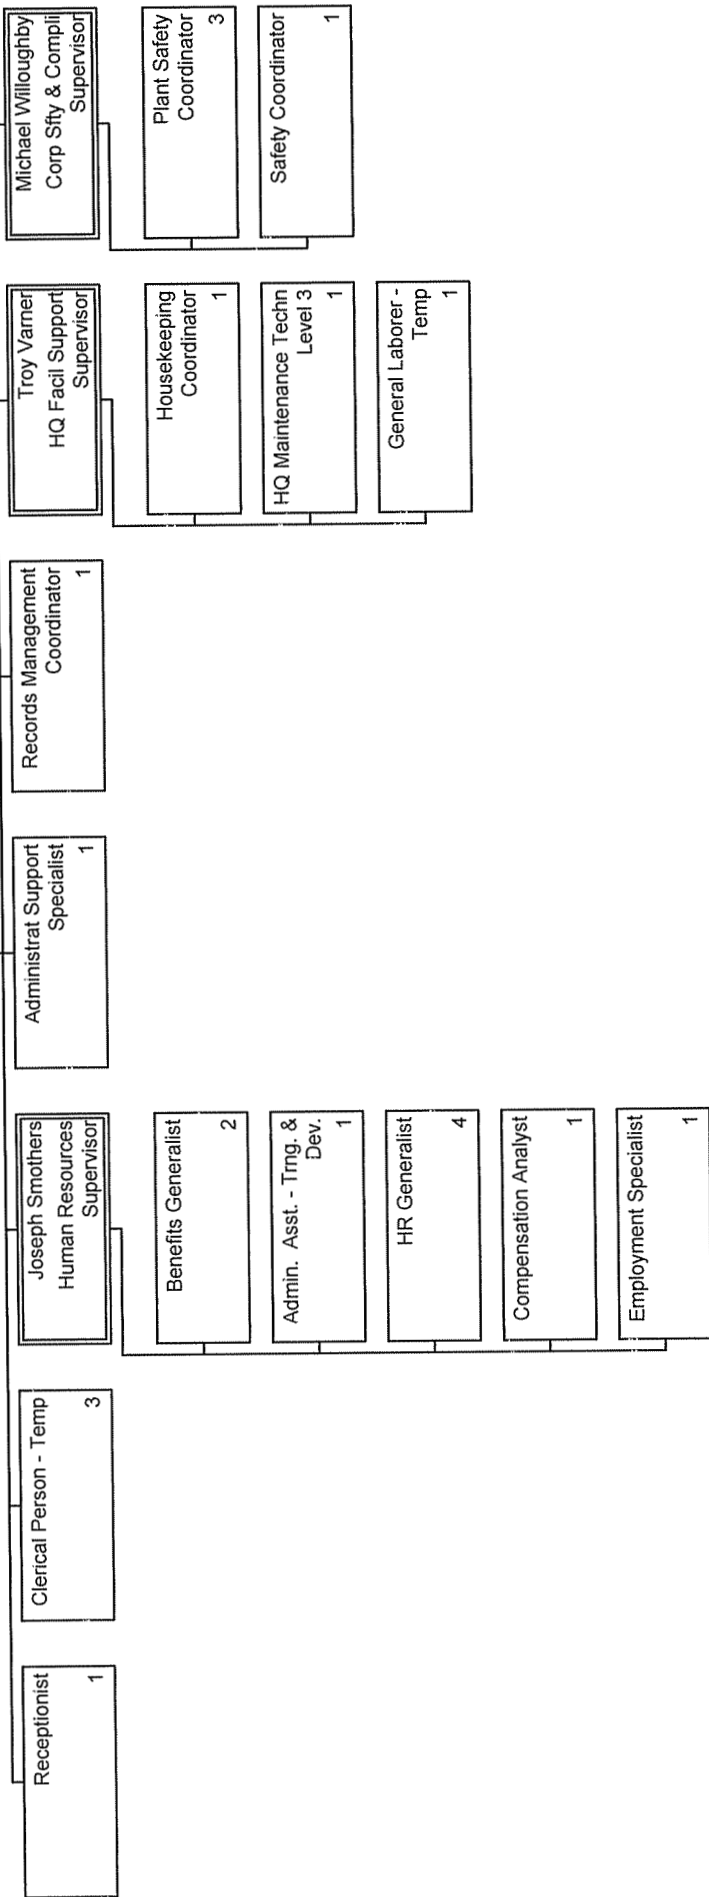 Receptionist
1
Clerical Person - Temp
3
Joseph Smothers
Human Resources
Supervisor
Benefits Generalist
2
Admin. Asst. - Trng. &
Dev.
1
HR Generalist
4
Compensation Analyst
1
Employment Specialist
1
Administrat Support
Specialist
1
Records Management
Coordinator
1
Troy Varner
HQ Facil Support
Supervisor
Housekeeping
Coordinator
1
HQ Maintenance Techn
Level 3
1
General Laborer -
Temp
1
Michael Willoughby
Corp Sfty & Compli
Supervisor
Plant Safety
Coordinator
3
Safety Coordinator
1